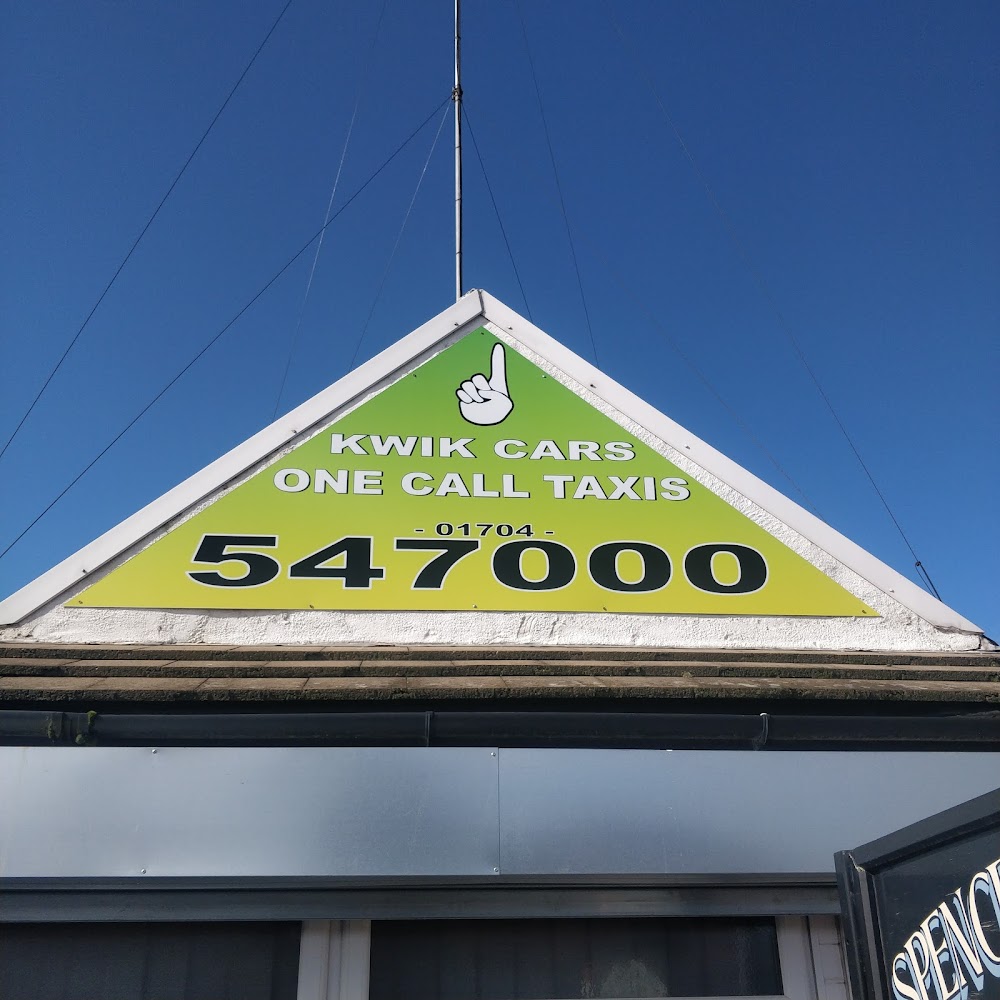 KWIK CARS
ONE CALL TAXIS
- 01704 -
547000